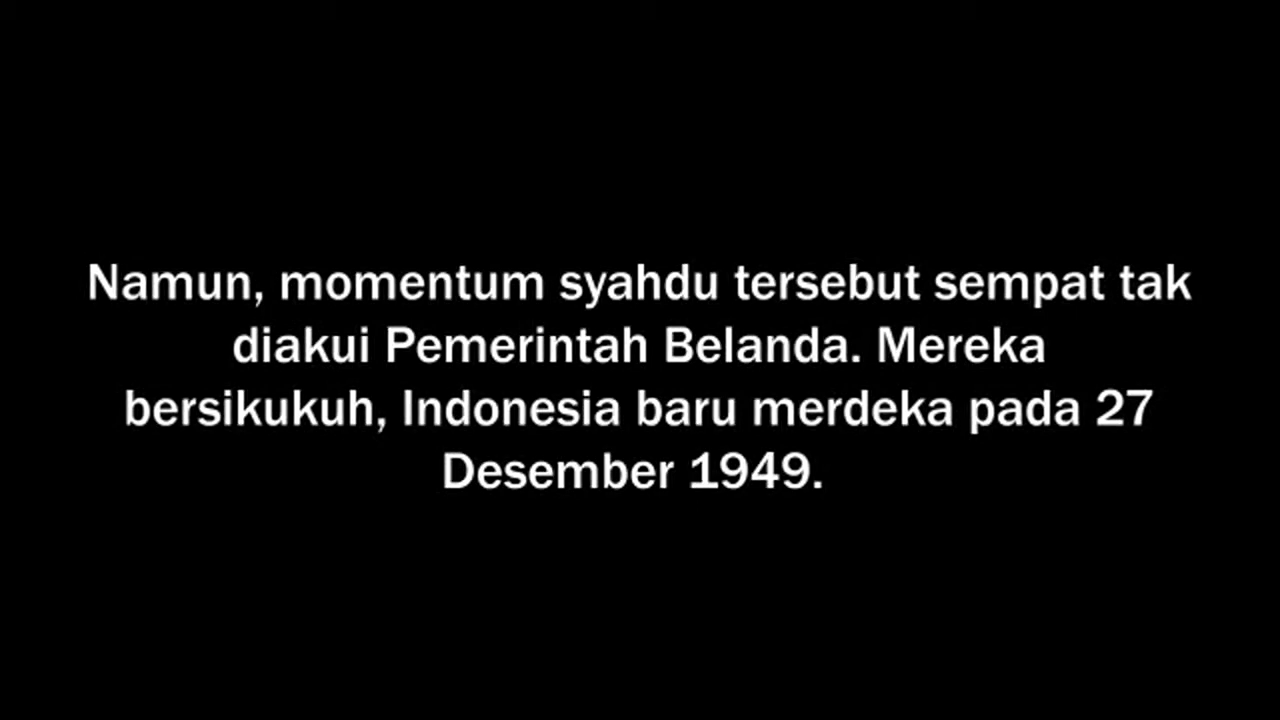 Namun, momentum syahdu tersebut sempat tak
diakui Pemerintah Belanda. Mereka
bersikukuh, Indonesia baru merdeka pada 27
Desember 1949.